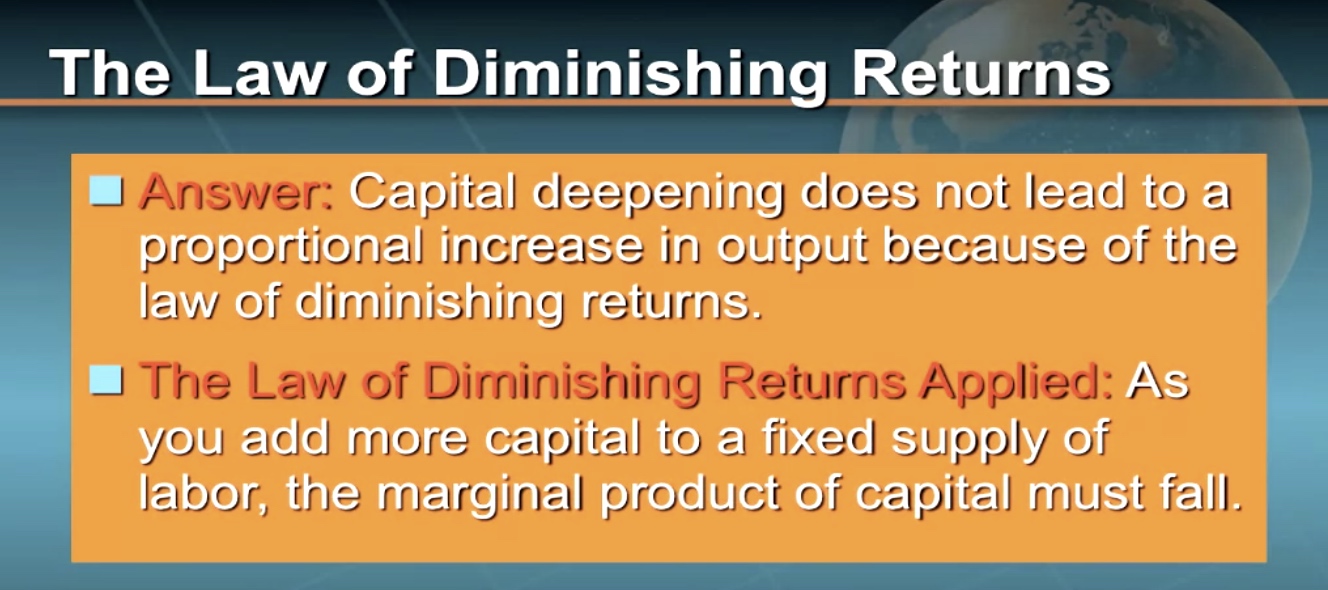 The Law of Diminishing Returns
Answer: Capital deepening does not lead to a
proportional increase in output because of the
law of diminishing returns.
The Law of Diminishing Returns Applied: As
you add more capital to a fixed supply of
labor, the marginal product of capital must fall.